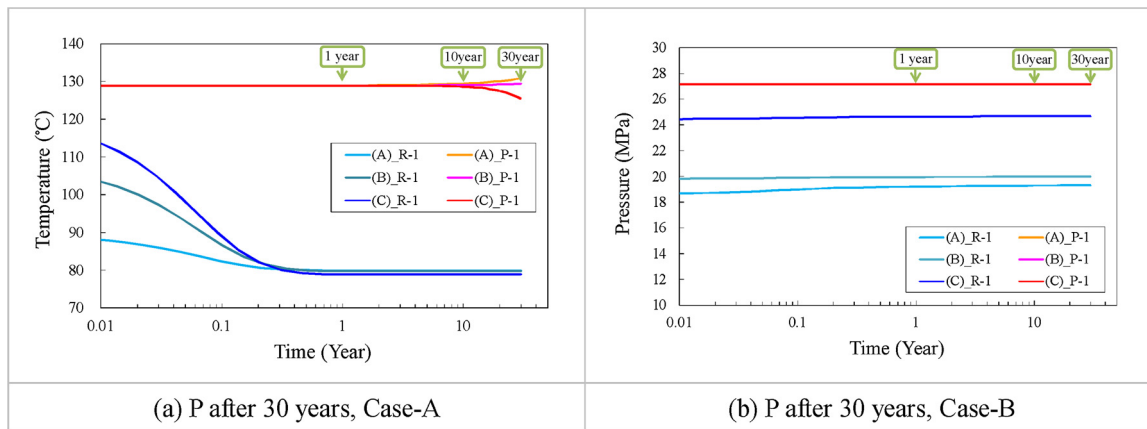 140
130
120
110
100
90
80
70
Temperature (℃)
1 year
10year
30year
(A)_R-1
(A)_P-1
(B)_R-1
(B)_P-1
(C)_R-1
(C)_P-1
0.01
0.1
1
10
Time (Year)
30
28
26
24
22
20
18
16
14
12
10
Pressure (MPa)
1 year
10year
30year
(A)_R-1
(A)_P-1
(B)_R-1
(B)_P-1
(C)_R-1
(C)_P-1
0.01
0.1
1
10
Time (Year)
(a) P after 30 years, Case-A
(b) P after 30 years, Case-B